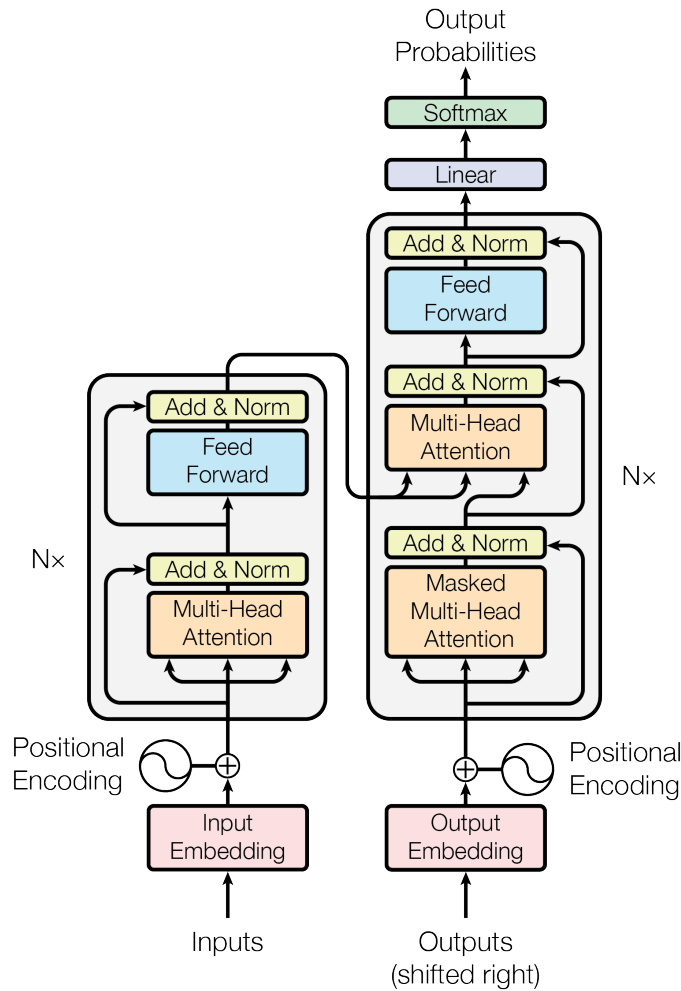 Output
Probabilities
Softmax
Linear
Add & Norm
Feed
Forward
Add & Norm
Multi-Head
Attention
Add & Norm
Masked
Multi-Head
Attention
N×
Add & Norm
Feed
Forward
Add & Norm
Multi-Head
Attention
N×
Positional
Encoding
Positional
Encoding
Input
Embedding
Output
Embedding
Inputs
Outputs
(shifted right)